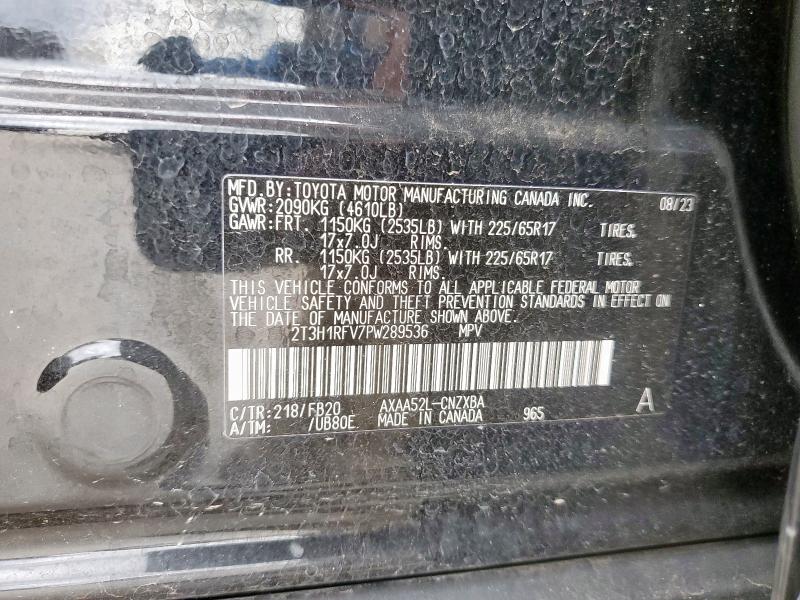 MFD.BY:TOYOTA MOTOR MANUFACTURING CANADA INC. 08/23
GVWR:2090KG (4610LB)
GAWR:FRT. 1150KG (2535LB) WITH 225/65R17 TIRES,
17x7.0J RIMS.
RR. 1150KG (2535LB) WITH 225/65R17 TIRES,
17x7.0J RIMS.
THIS VEHICLE CONFORMS TO ALL APPLICABLE FEDERAL MOTOR
VEHICLE SAFETY AND THEFT PREVENTION STANDARDS IN EFFECT ON
THE DATE OF MANUFACTURE SHOWN ABOVE.
2T3H1RFV7PW289536 MPV
C/TR:218/FB20 AXAA52L-CNZXBA
A/TM: /UB80E MADE IN CANADA 965 A